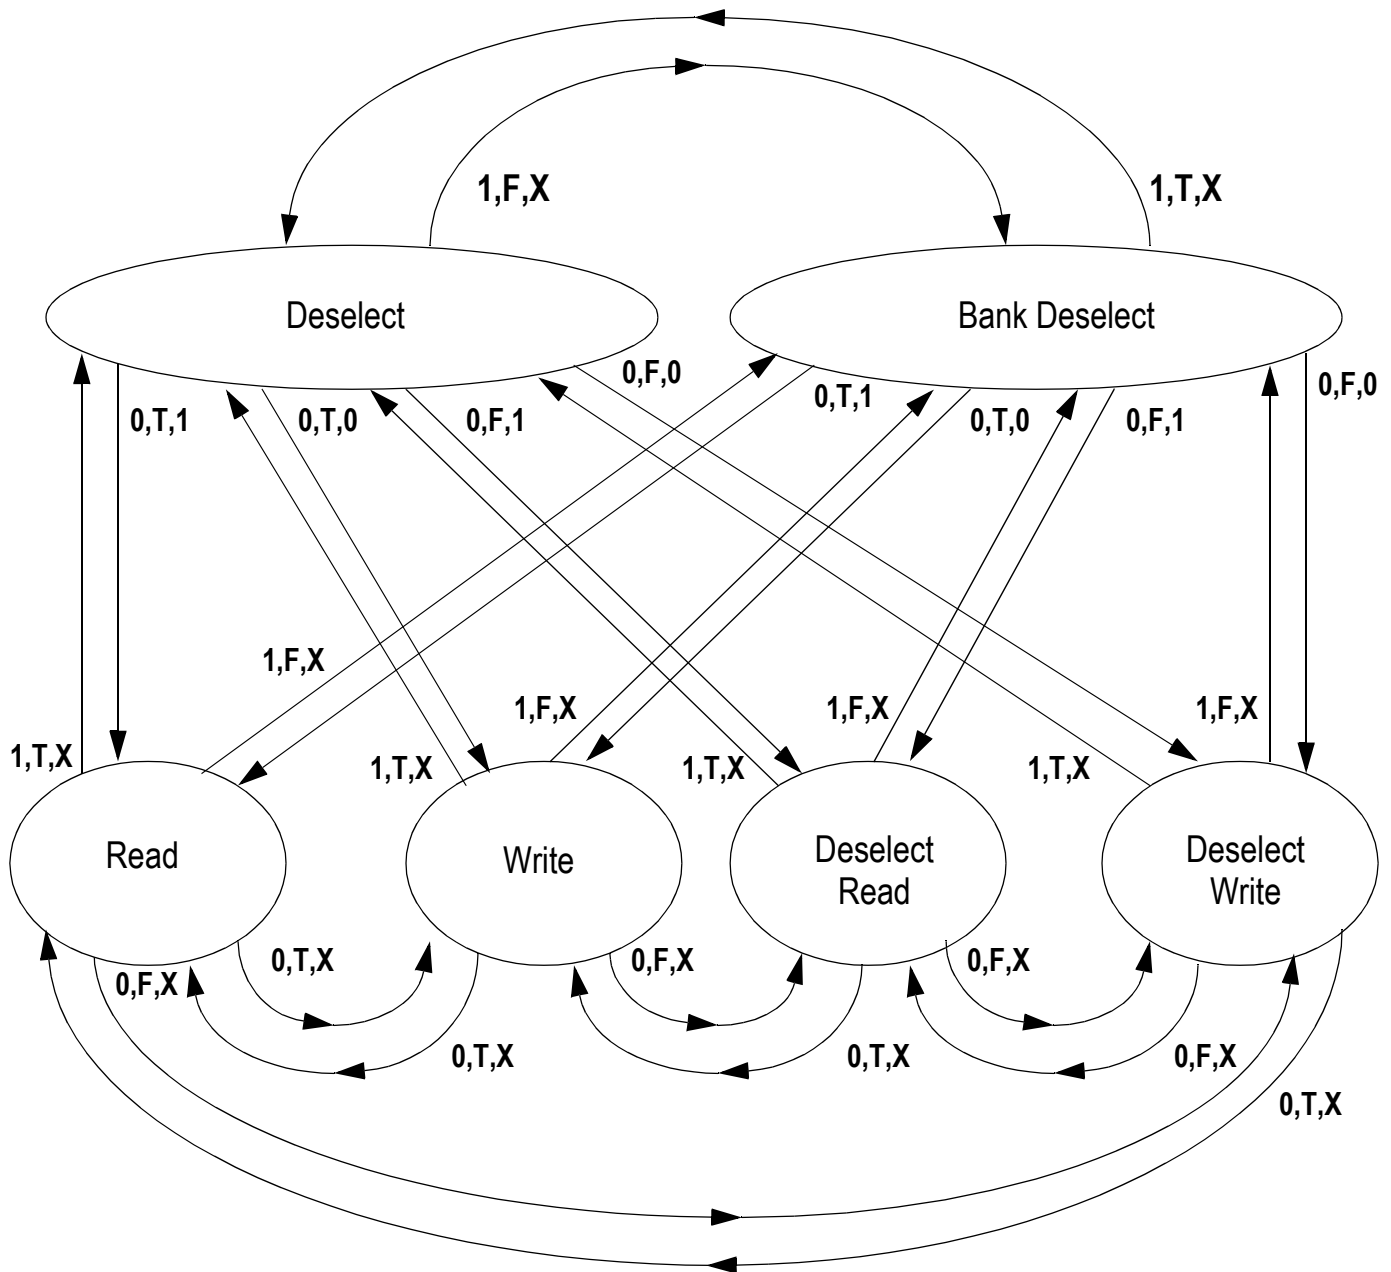 1,F,X
1,T,X
Deselect
Bank Deselect
0,F,0
0,T,1
0,F,0
0,T,1
0,T,0
0,F,1
0,T,0
0,F,1
1,F,X
1,F,X
1,F,X
1,F,X
1,T,X
1,T,X
1,T,X
1,T,X
Read
Write
Deselect
Read
Deselect
Write
0,F,X
0,T,X
0,F,X
0,F,X
0,T,X
0,T,X
0,F,X
0,T,X